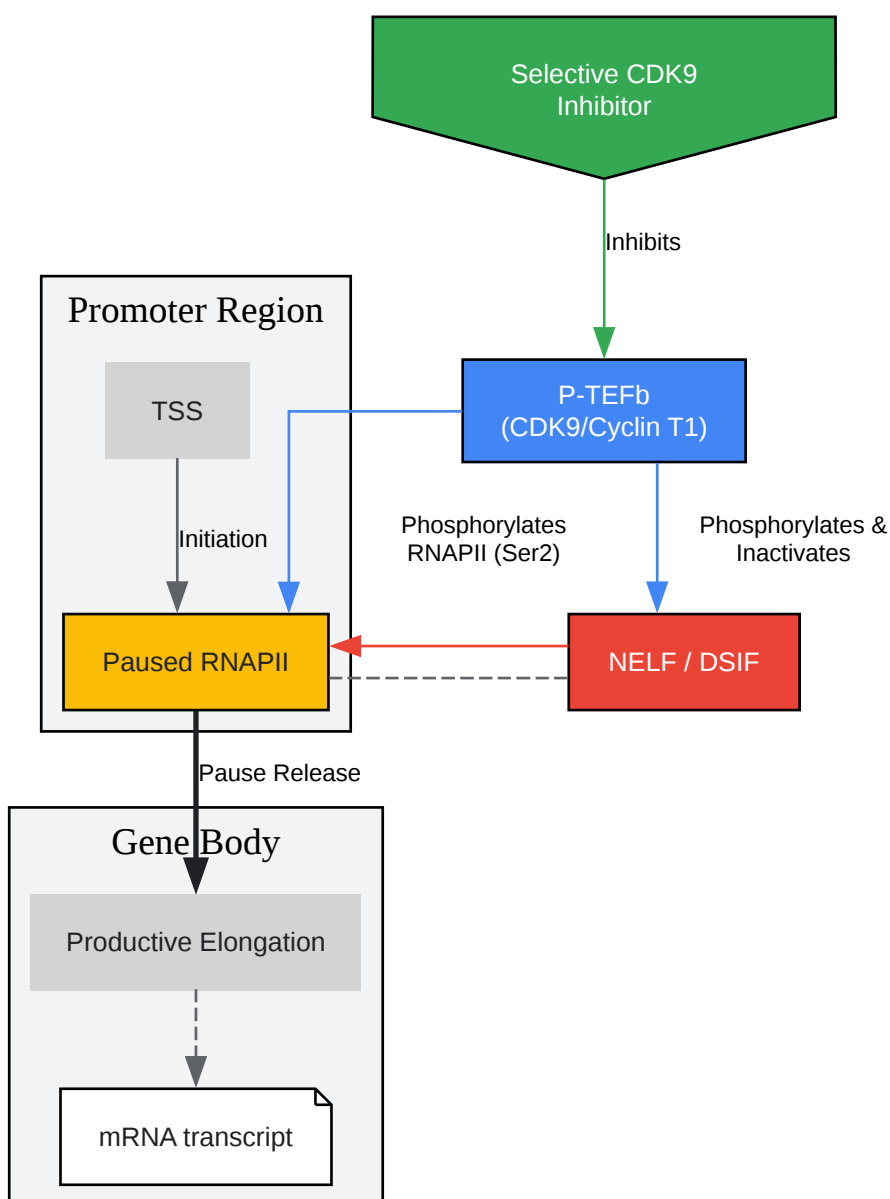 Selective CDK9
Inhibitor
Inhibits
Promoter Region
TSS
P-TEFb
(CDK9/Cyclin T1)
Initiation
Phosphorylates
RNAPII (Ser2)
Phosphorylates &
Inactivates
Paused RNAPII
NELF / DSIF
Pause Release
Gene Body
Productive Elongation
mRNA transcript